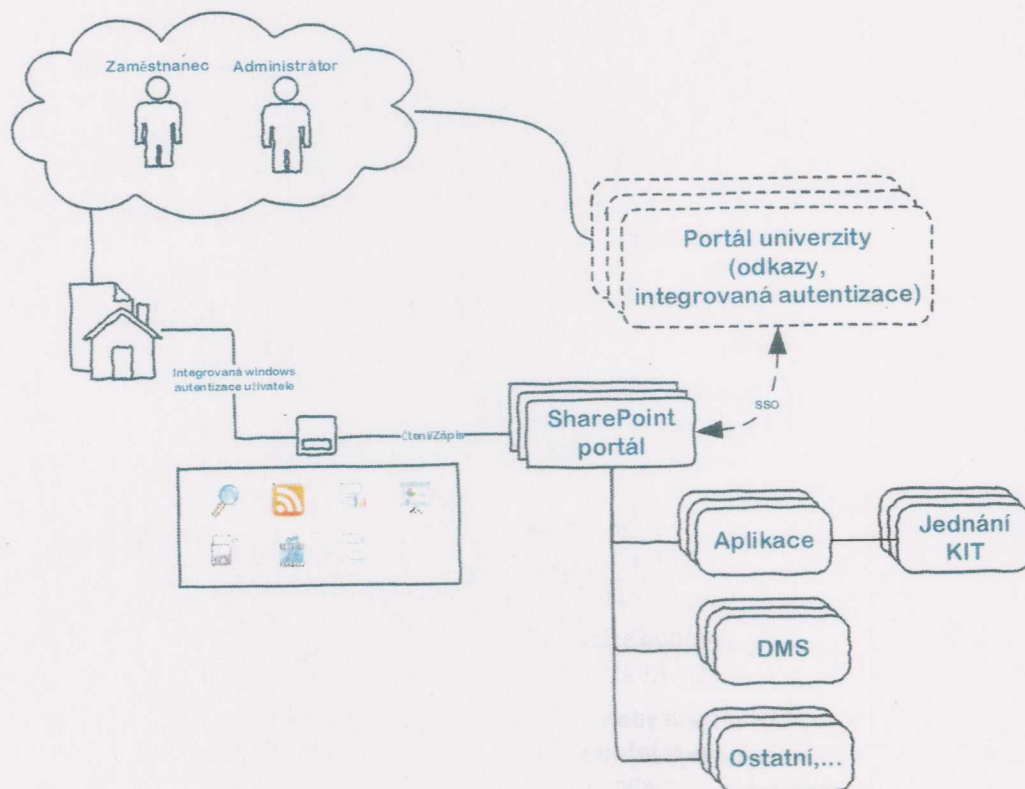 Zaměstnanec
Administrátor
Portál univerzity
(odkazy,
integrovaná autentizace)
Integrovaná windows
autentizace uživatele
SSO
Čtení/Zápis
SharePoint
portál
Aplikace
Jednání
KIT
DMS
Ostatní,...